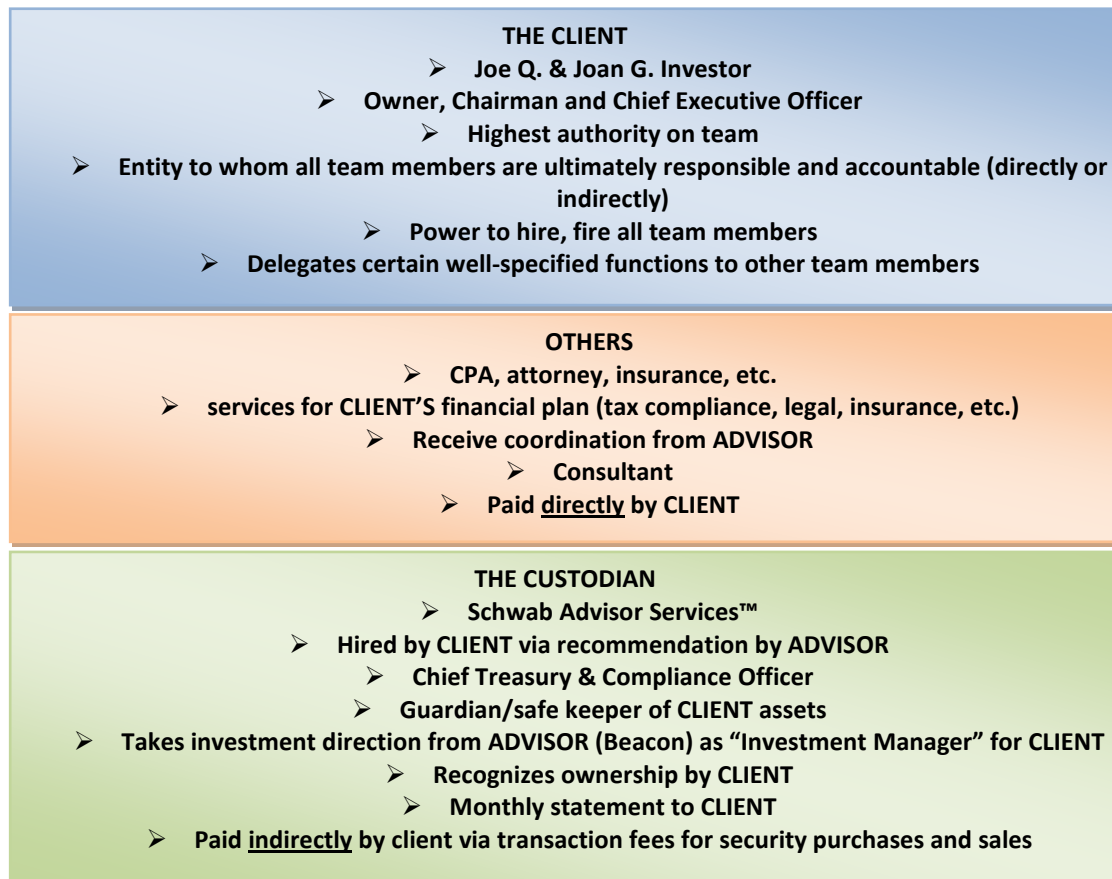 THE CLIENT
➢ Joe Q. & Joan G. Investor
➢ Owner, Chairman and Chief Executive Officer
➢ Highest authority on team
➢ Entity to whom all team members are ultimately responsible and accountable (directly or
indirectly)
➢ Power to hire, fire all team members
➢ Delegates certain well-specified functions to other team members
OTHERS
➢ CPA, attorney, insurance, etc.
➢ services for CLIENT'S financial plan (tax compliance, legal, insurance, etc.)
➢ Receive coordination from ADVISOR
➢ Consultant
➢ Paid directly by CLIENT
THE CUSTODIAN
➢ Schwab Advisor Services™
➢ Hired by CLIENT via recommendation by ADVISOR
➢ Chief Treasury & Compliance Officer
➢ Guardian/safe keeper of CLIENT assets
➢ Takes investment direction from ADVISOR (Beacon) as “Investment Manager” for CLIENT
➢ Recognizes ownership by CLIENT
➢ Monthly statement to CLIENT
➢ Paid indirectly by client via transaction fees for security purchases and sales